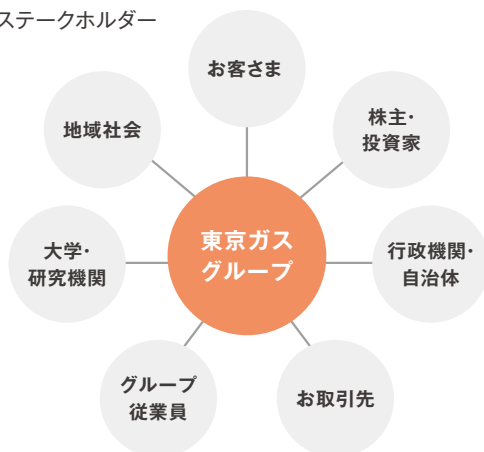 ステークホルダー
お客さま
株主・
投資家
行政機関・
自治体
お取引先
グループ
従業員
大学・
研究機関
地域社会
東京ガス
グループ